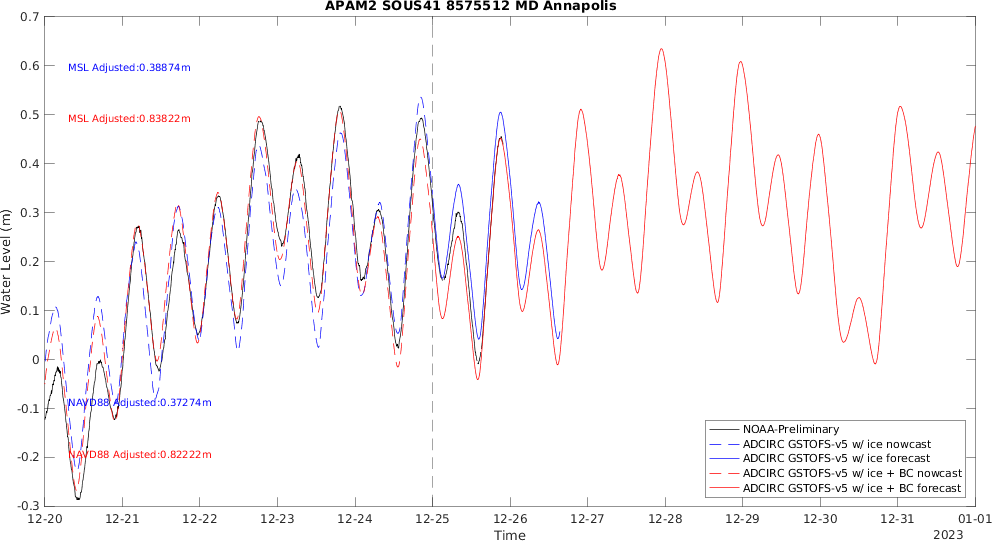 APAM2 SOUS41 8575512 MD Annapolis
0.7
0.6
0.5
0.4
0.3
0.2
0.1
0
-0.1
-0.2
-0.3
Water Level (m)
MSL Adjusted:0.38874m
MSL Adjusted:0.83822m
NAVD88 Adjusted:0.37274m
NAVD88 Adjusted:0.82222m
NOAA-Preliminary
ADCIRC GSTOFS-v5 w/ ice nowcast
ADCIRC GSTOFS-v5 w/ ice forecast
ADCIRC GSTOFS-v5 w/ ice + BC nowcast
ADCIRC GSTOFS-v5 w/ ice + BC forecast
12-20 12-21 12-22 12-23 12-24 12-25 12-26 12-27 12-28 12-29 12-30 12-31 01-01
Time
2023